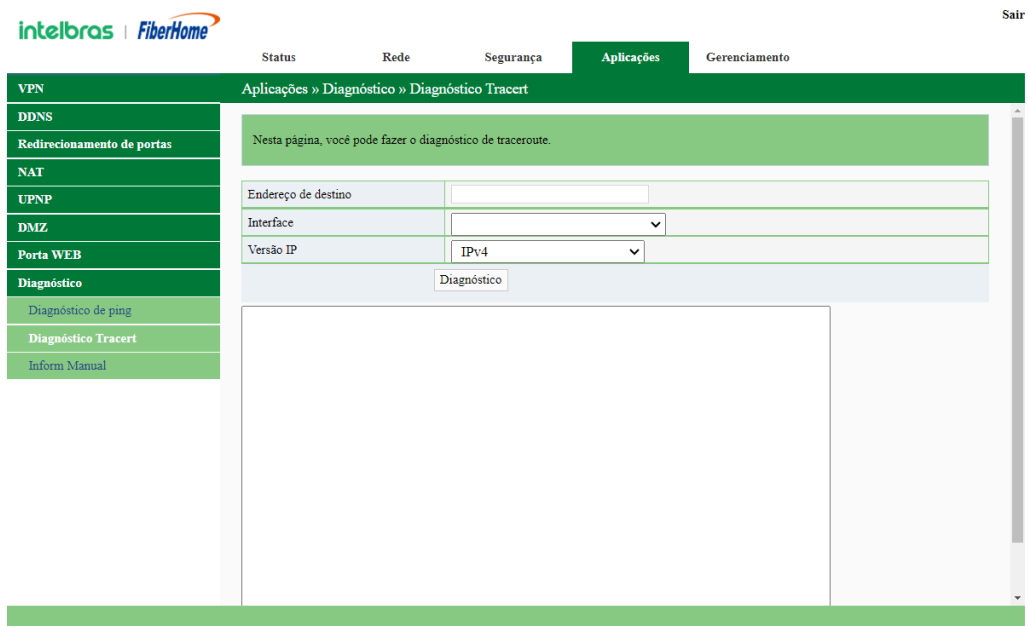 Sair
intelbras | FiberHome
Status Rede Segurança Aplicações Gerenciamento
VPN
DDNS
Redirecionamento de portas
NAT
UPNP
DMZ
Porta WEB
Diagnóstico
Diagnóstico de ping
Diagnóstico Tracert
Inform Manual
Aplicações » Diagnóstico » Diagnóstico Tracert
Nesta página, você pode fazer o diagnóstico de traceroute.
Endereço de destino
Interface
Versão IP IPv4
Diagnóstico